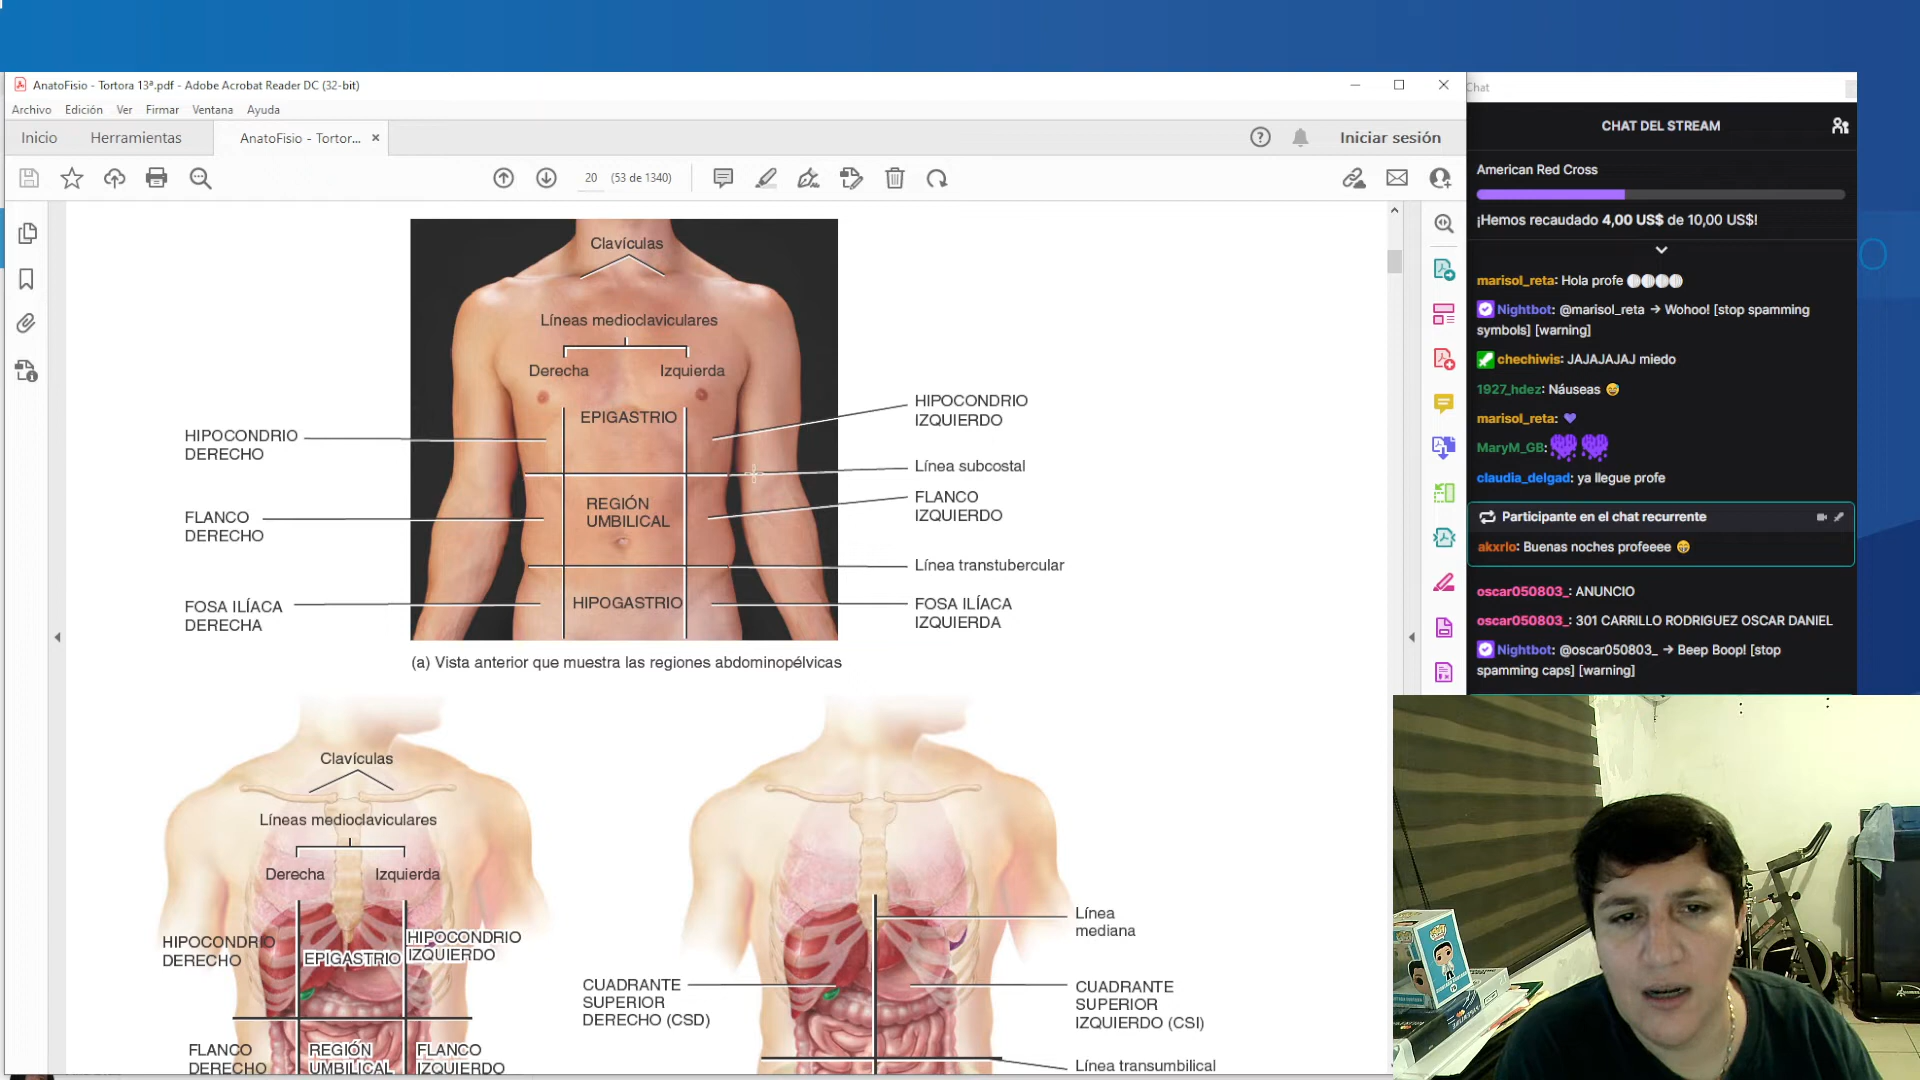 AnatoFisio - Tortora 13ª.pdf - Adobe Acrobat Reader DC (32-bit)
Archivo Edición Ver Firmar Ventana Ayuda
Inicio Herramientas AnatoFisio - Tortor... Iniciar sesión
20 (53 de 1340)
Clavículas
Líneas medioclaviculares
Derecha Izquierda
EPIGASTRIO
HIPOCONDRIO
IZQUIERDO
HIPOCONDRIO
DERECHO
Línea subcostal
REGIÓN
UMBILICAL
FLANCO
IZQUIERDO
FLANCO
DERECHO
Línea transtubercular
HIPOGASTRIO
FOSA ILÍACA
IZQUIERDA
FOSA ILÍACA
DERECHA
(a) Vista anterior que muestra las regiones abdominopélvicas
Clavículas
Líneas medioclaviculares
Derecha Izquierda
HIPOCONDRIO
DERECHO
EPIGASTRIO
HIPOCONDRIO
IZQUIERDO
FLANCO
DERECHO
REGIÓN
UMBILICAL
FLANCO
IZQUIERDO
Línea
mediana
CUADRANTE
SUPERIOR
DERECHO (CSD)
CUADRANTE
SUPERIOR
IZQUIERDO (CSI)
Línea transumbilical
Chat
CHAT DEL STREAM
American Red Cross
¡Hemos recaudado 4,00 US$ de 10,00 US$!
marisol_reta: Hola profe
Nightbot: @marisol_reta → Wohoo! [stop spamming
symbols] [warning]
chechiwis: JAJAJAJAJ miedo
1927_hdez: Náuseas 😅
marisol_reta: 💜
MaryM_GB:
claudia_delgad: ya llegue profe
Participante en el chat recurrente
akxrlo: Buenas noches profeeee 😁
oscar050803_: ANUNCIO
oscar050803_: 301 CARRILLO RODRIGUEZ OSCAR DANIEL
Nightbot: @oscar050803_ → Beep Boop! [stop
spamming caps] [warning]